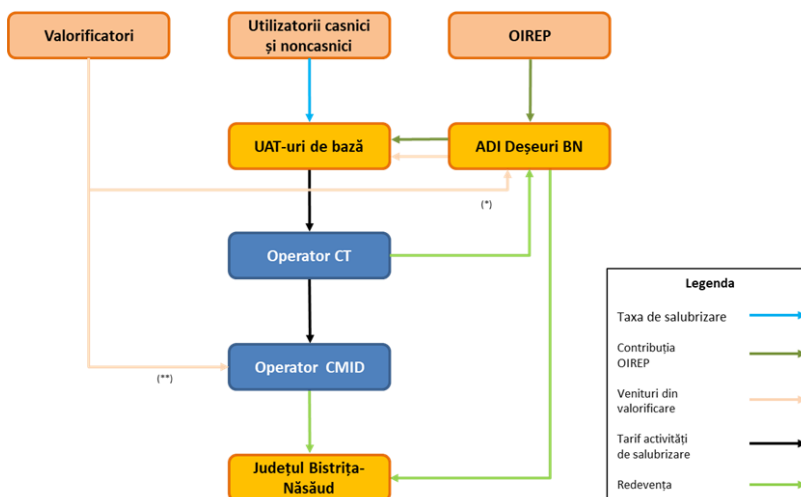 Valorificatori
Utilizatorii casnici
și noncasnici
OIREP
UAT-uri de bază
ADI Deșeuri BN
(*)
Operator CT
Operator CMID
(**)
Județul Bistrița-
Năsăud
Legenda
Taxa de salubrizare
Contribuția
OIREP
Venituri din
valorificare
Tarif activități
de salubrizare
Redevența